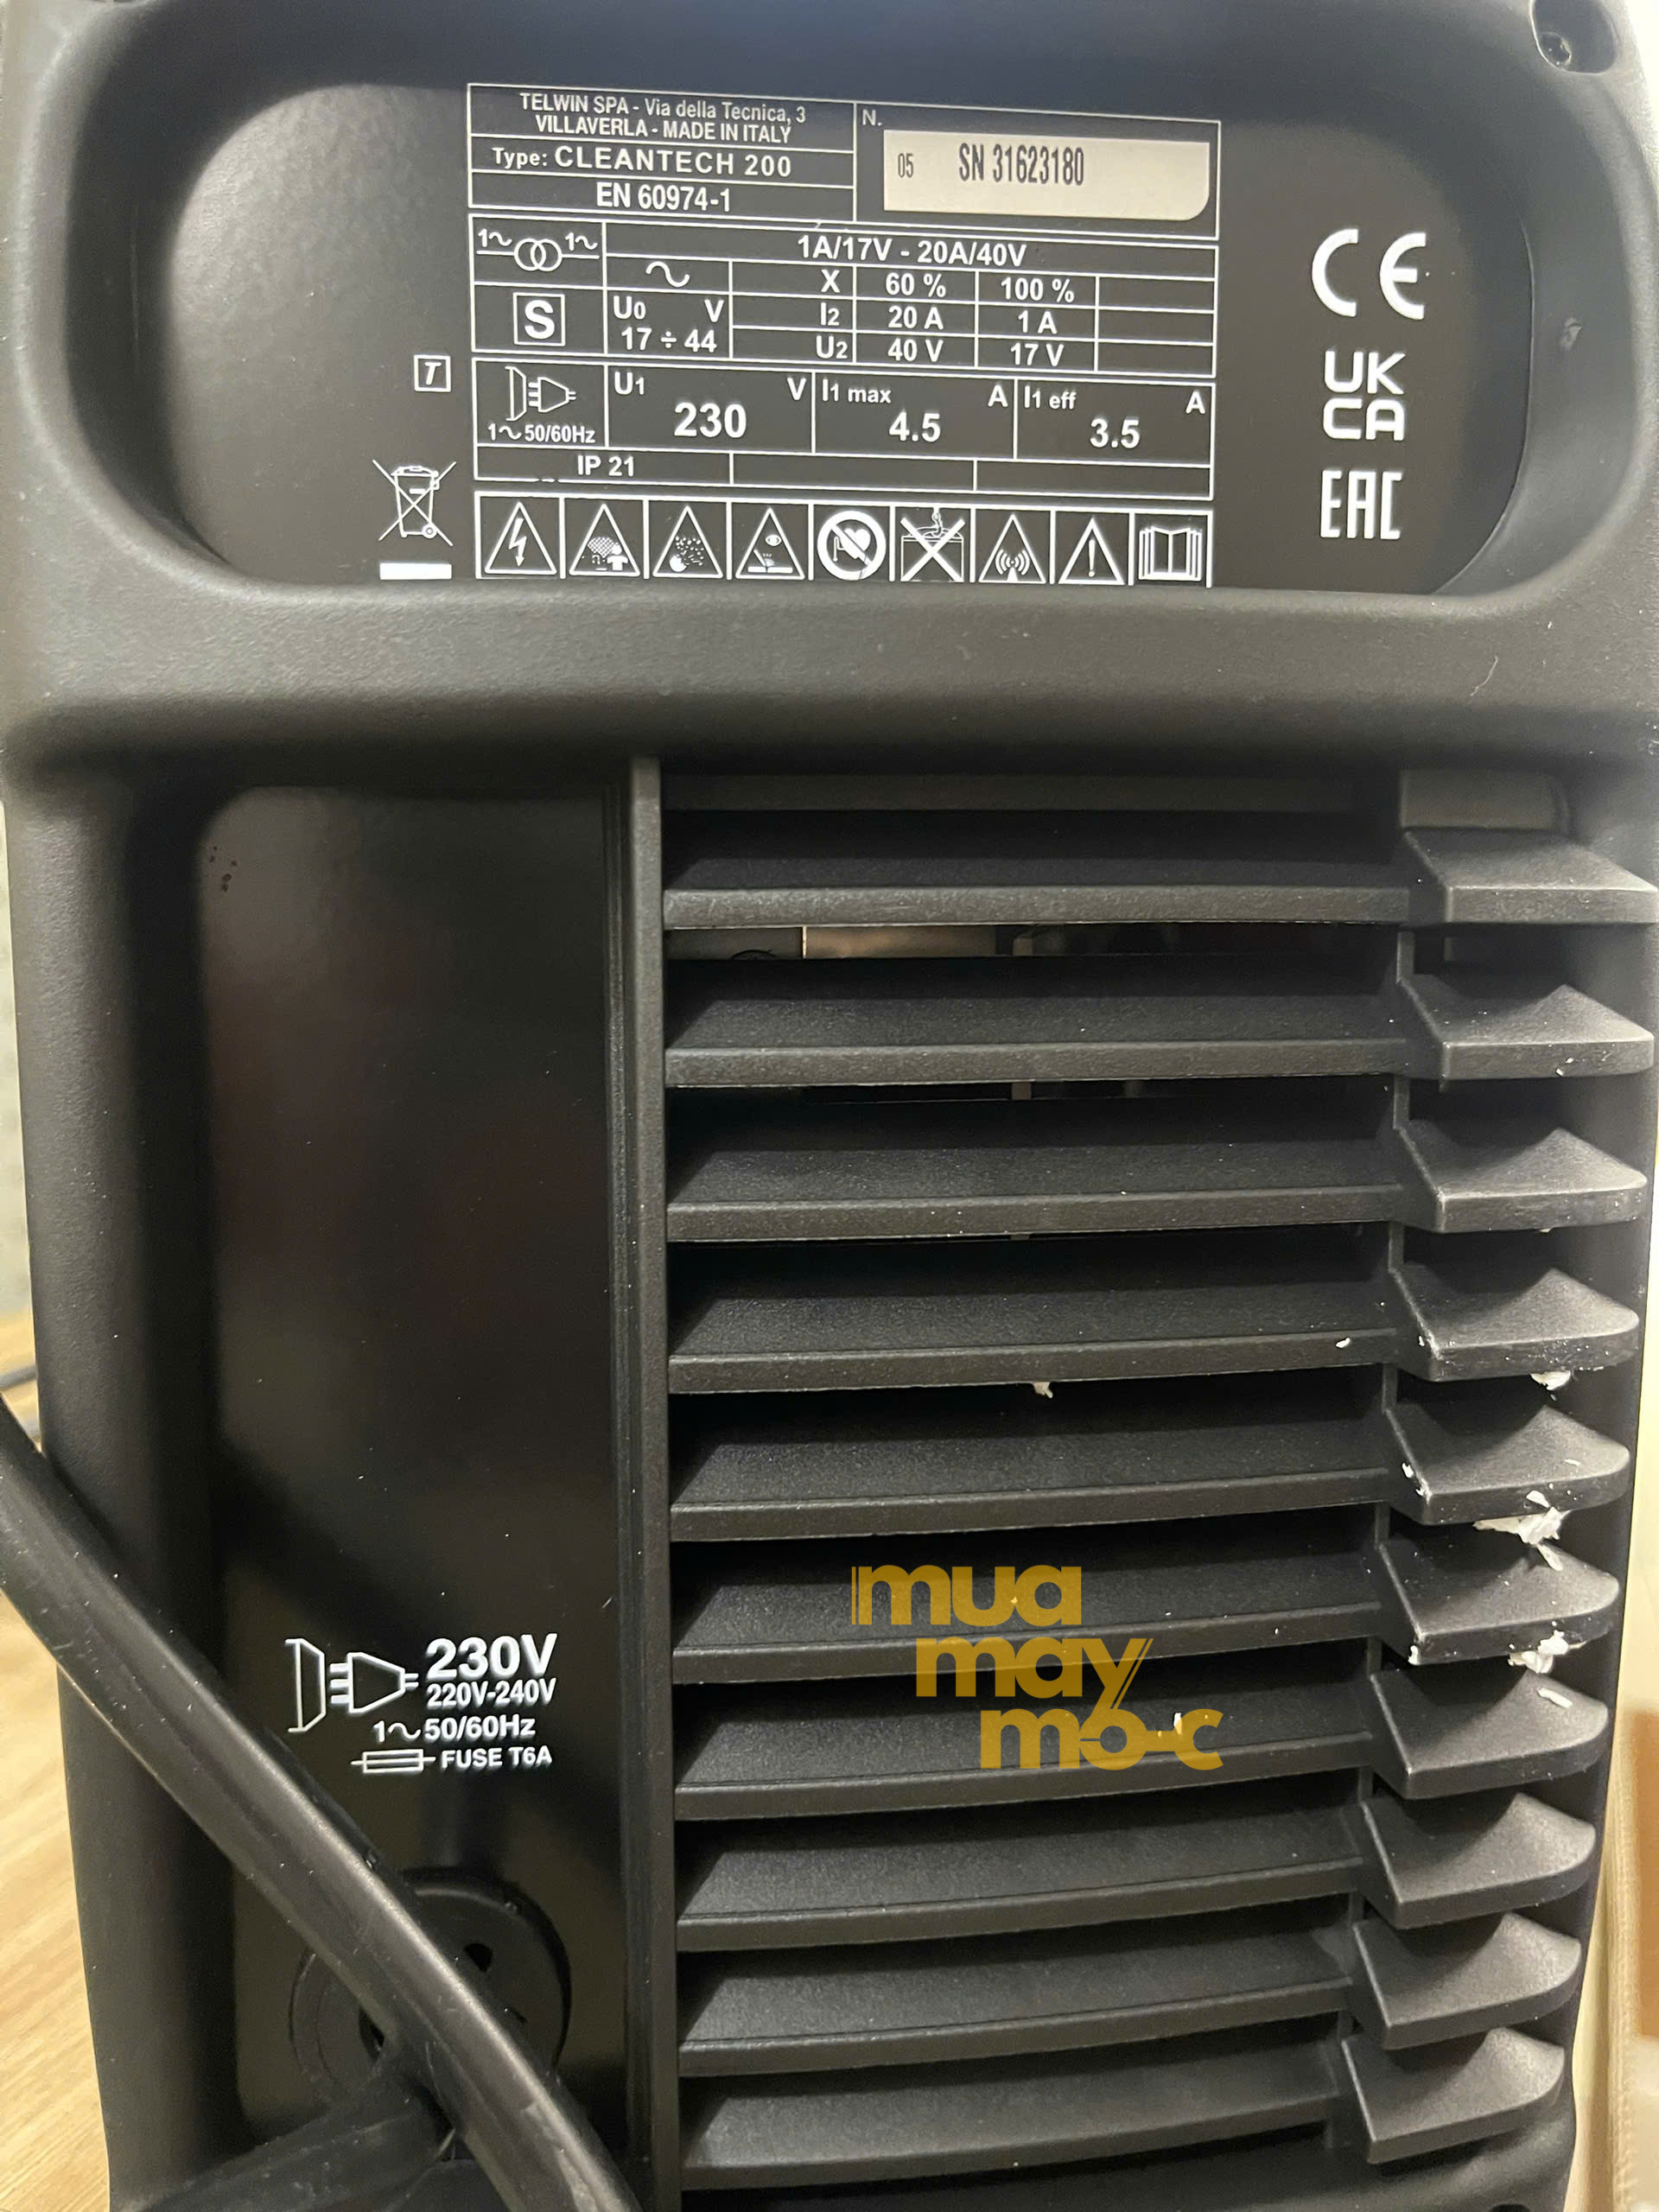 TELWIN SPA - Via della Tecnica, 3
VILLAVERLA - MADE IN ITALY
Type: CLEANTECH 200
EN 60974-1
N.
05 SN 31623180
1~ 1~
1A/17V - 20A/40V
X 60 % 100 %
S
U0 V
17 ÷ 44
I2 20 A 1 A
U2 40 V 17 V
T
1~ 50/60Hz
U1 V
230
I1 max A
4.5
I1 eff A
3.5
IP 21
CE
UK
CA
EAC
230V
220V-240V
1~50/60Hz
FUSE T6A
mua
may
mó-c